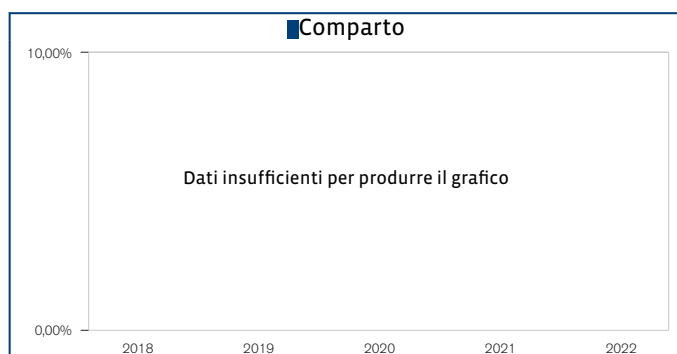 Comparto
10,00%
Dati insufficienti per produrre il grafico
0,00%
2018 2019 2020 2021 2022